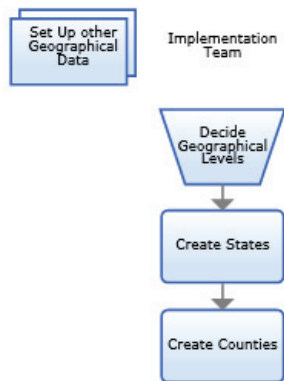 Set Up other
Geographical
Data
Implementation
Team
Decide
Geographical
Levels
Create States
Create Counties